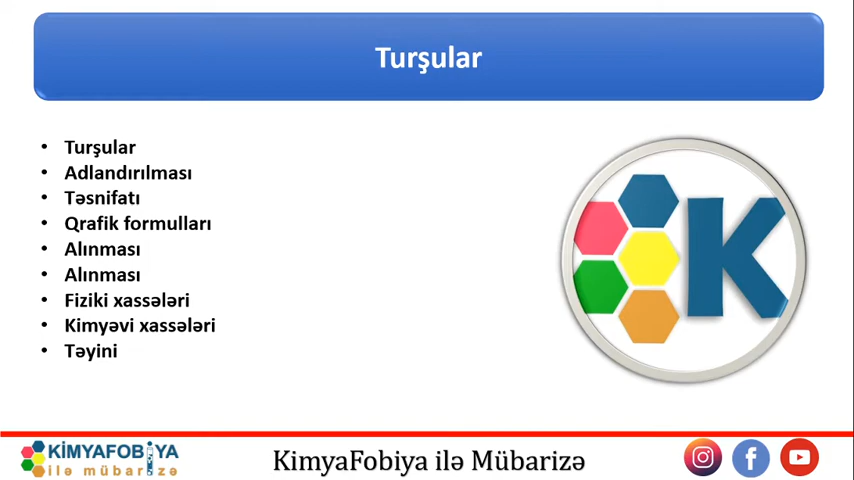 Turşular
• Turşular
• Adlandırılması
• Təsnifatı
• Qrafik formulları
• Alınması
• Alınması
• Fiziki xassələri
• Kimyəvi xassələri
• Təyini
K
KİMYAFOBİYA
ilə mübarizə
KimyaFobiya ilə Mübarizə